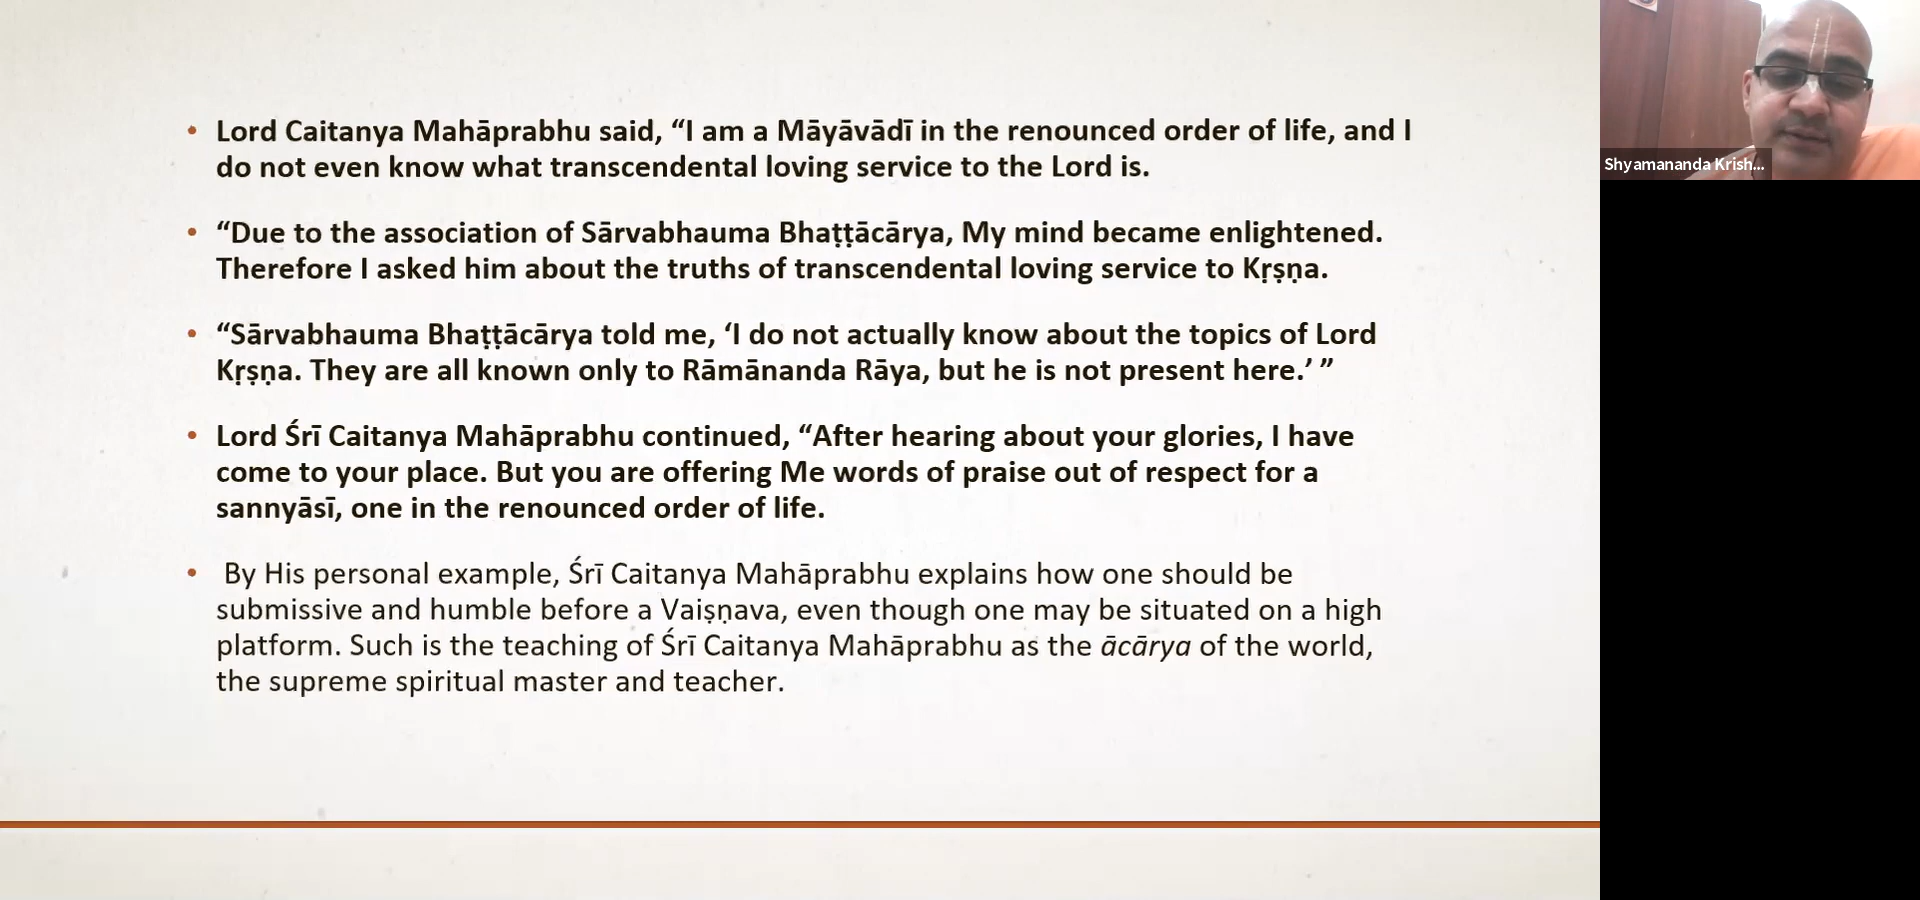 • Lord Caitanya Mahāprabhu said, “I am a Māyāvādī in the renounced order of life, and I
do not even know what transcendental loving service to the Lord is.
• “Due to the association of Sārvabhauma Bhaṭṭācārya, My mind became enlightened.
Therefore I asked him about the truths of transcendental loving service to Kṛṣṇa.
• “Sārvabhauma Bhaṭṭācārya told me, ‘I do not actually know about the topics of Lord
Kṛṣṇa. They are all known only to Rāmānanda Rāya, but he is not present here.’ ”
• Lord Śrī Caitanya Mahāprabhu continued, “After hearing about your glories, I have
come to your place. But you are offering Me words of praise out of respect for a
sannyāsī, one in the renounced order of life.
• By His personal example, Śrī Caitanya Mahāprabhu explains how one should be
submissive and humble before a Vaiṣṇava, even though one may be situated on a high
platform. Such is the teaching of Śrī Caitanya Mahāprabhu as the ācārya of the world,
the supreme spiritual master and teacher.
Shyamananda Krish...